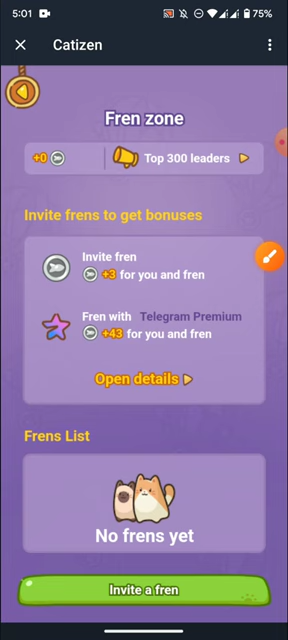 5:01
75%
Catizen
Fren zone
+0
Top 300 leaders
Invite frens to get bonuses
Invite fren
+3 for you and fren
Fren with Telegram Premium
+43 for you and fren
Open details
Frens List
No frens yet
Invite a fren